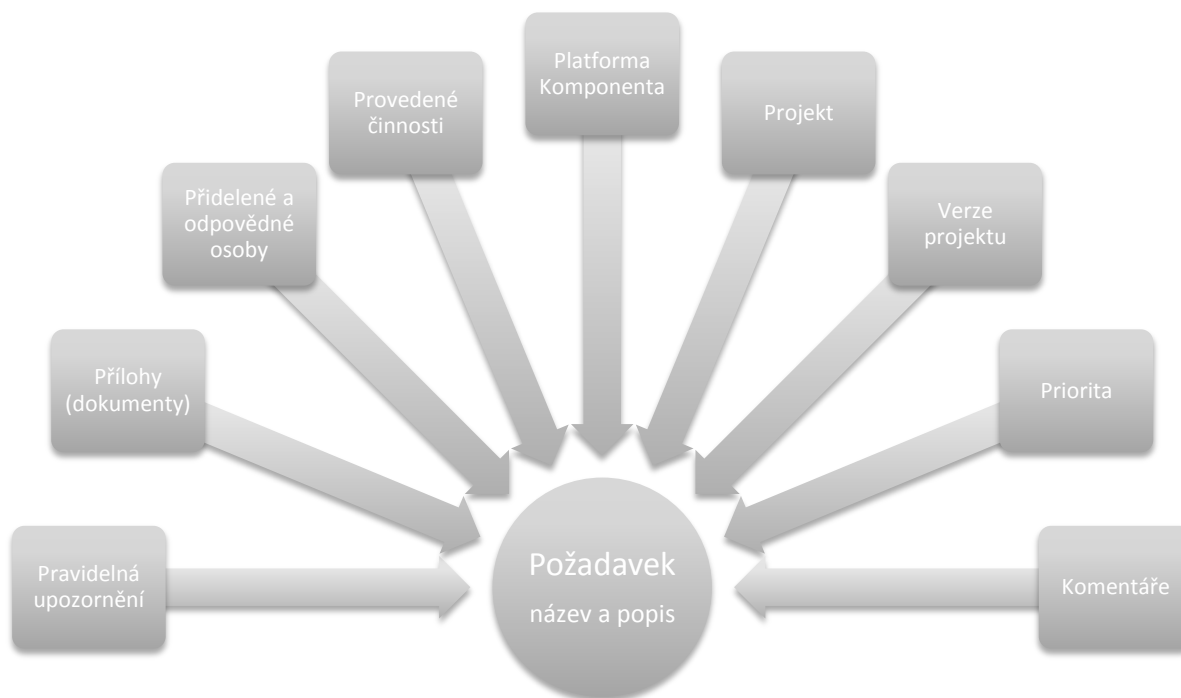 Pravidelná
upozornění
Přílohy
(dokumenty)
Přidelené a
odpovědné
osoby
Provedené
činnosti
Platforma
Komponenta
Projekt
Verze
projektu
Priorita
Komentáře
Požadavek
název a popis